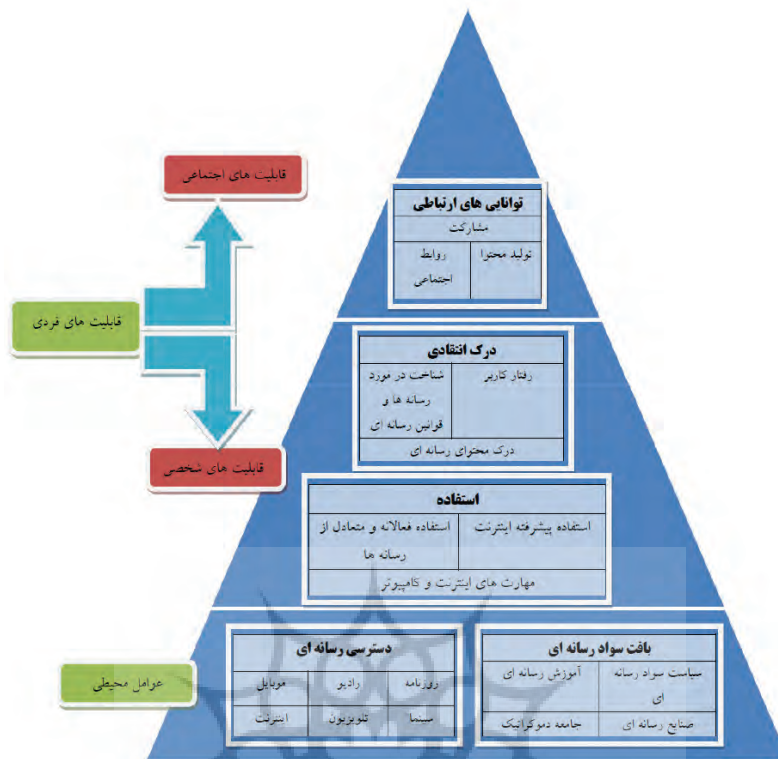 قابلیت های اجتماعی
قابلیت های فردی
قابلیت های شخصی
عوامل محیطی
توانایی های ارتباطی
مشارکت
تولید محتوا
روابط
اجتماعی
درک انتقادی
رفتار کاربر
شناخت در مورد
رسانه ها و
قوانین رسانه ای
درک محتوای رسانه ای
استفاده
استفاده پیشرفته اینترنت
استفاده فعالانه و متعادل از
رسانه ها
مهارت های اینترنت و کامپیوتر
بافت سواد رسانه ای
سیاست سواد رسانه
ای
آموزش رسانه ای
صنایع رسانه ای
جامعه دموکراتیک
دسترسی رسانه ای
روزنامه
رادیو
موبایل
سینما
تلویزیون
اینترنت